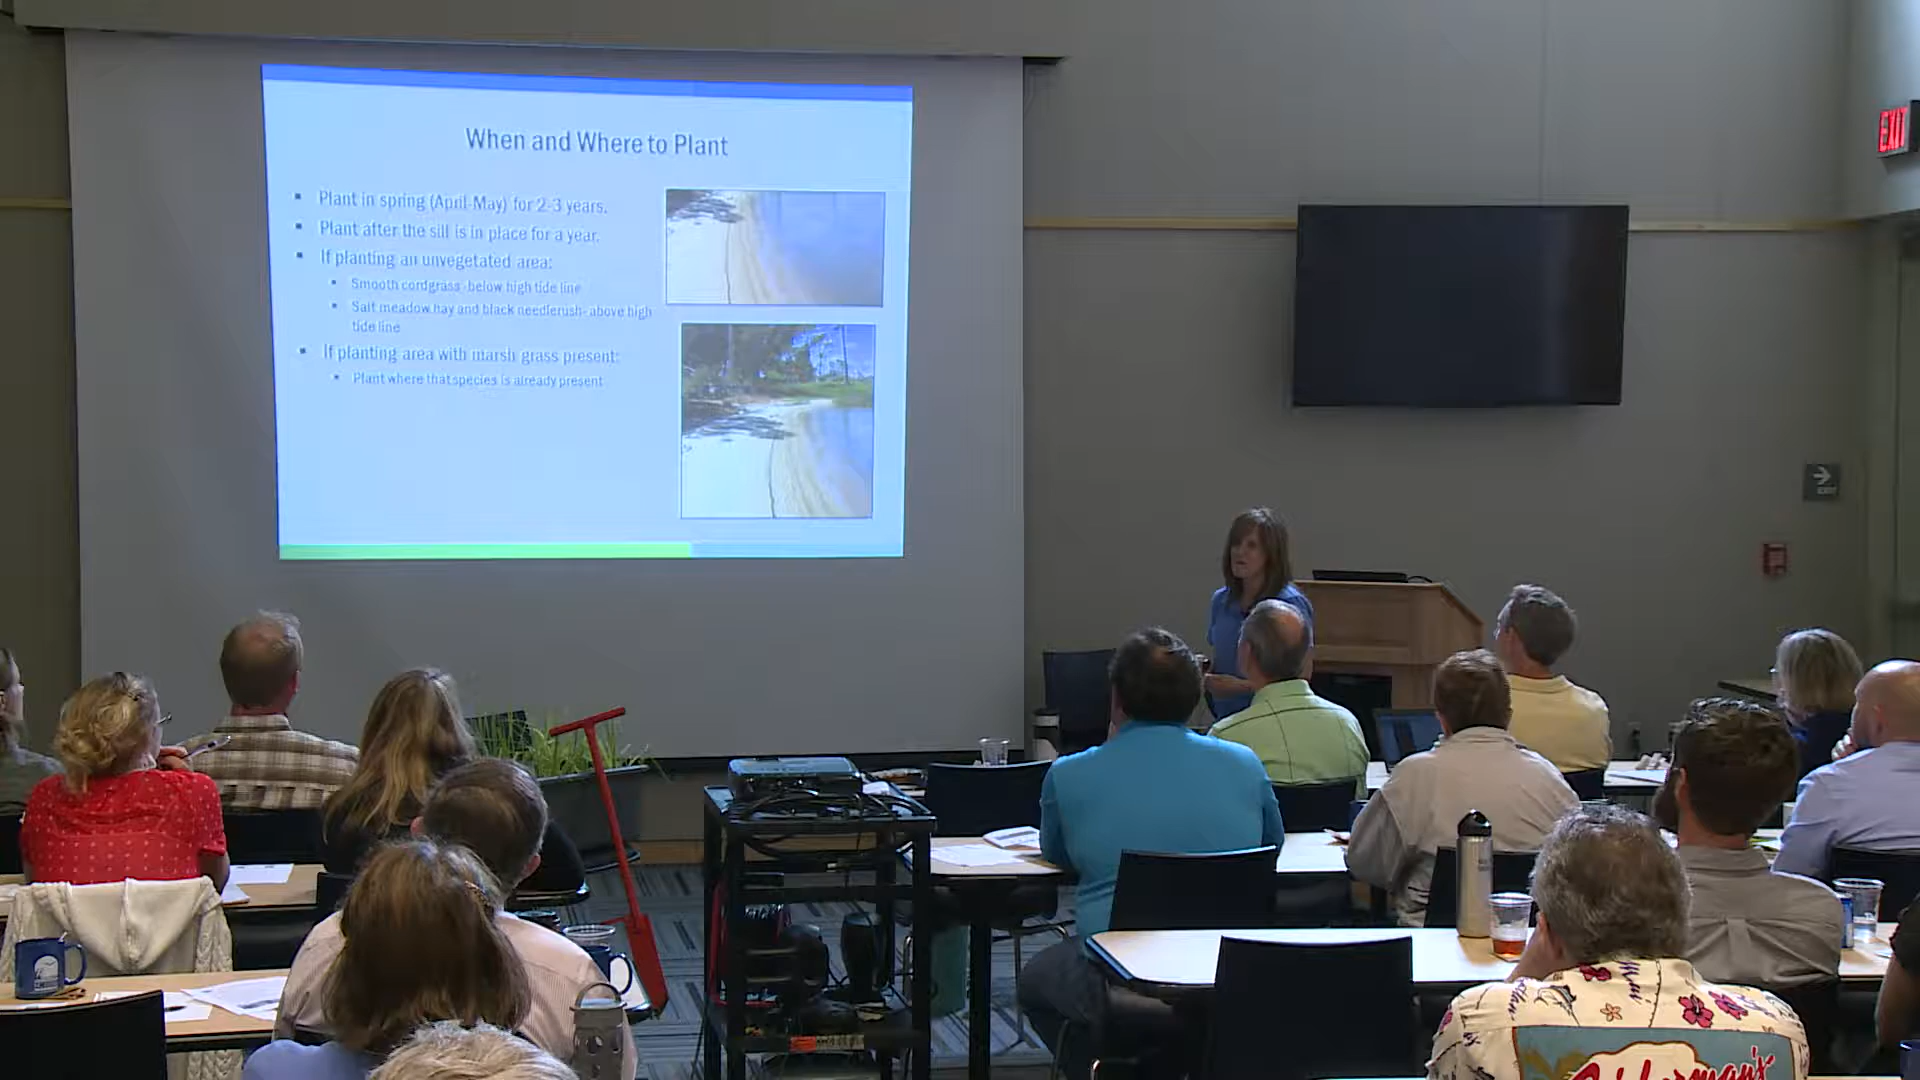 When and Where to Plant
Plant in spring (April-May) for 2-3 years.
Plant after the sill is in place for a year.
If planting an unvegetated area:
Smooth cordgrass -below high tide line
Salt meadow hay and black needlerush- above high
tide line
If planting area with marsh grass present:
Plant where that species is already present
EXIT
EXIT